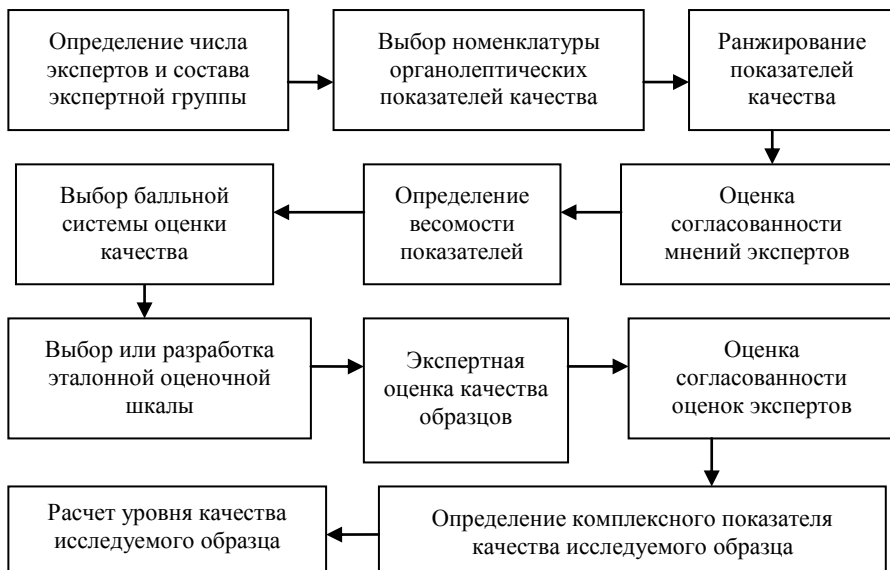 Определение числа
экспертов и состава
экспертной группы
Выбор номенклатуры
органолептических
показателей качества
Ранжирование
показателей
качества
Оценка
согласованности
мнений экспертов
Определение
весомости
показателей
Выбор балльной
системы оценки
качества
Выбор или разработка
эталонной оценочной
шкалы
Экспертная
оценка качества
образцов
Оценка
согласованности
оценок экспертов
Определение комплексного показателя
качества исследуемого образца
Расчет уровня качества
исследуемого образца